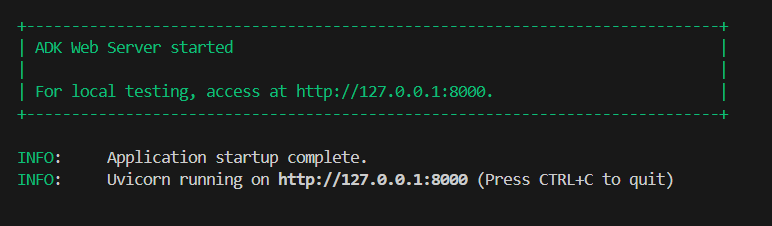 +-----------------------------------------------------------------------------+
| ADK Web Server started                                                      |
|                                                                             |
| For local testing, access at http://127.0.0.1:8000.                         |
+-----------------------------------------------------------------------------+
INFO:     Application startup complete.
INFO:     Uvicorn running on http://127.0.0.1:8000 (Press CTRL+C to quit)